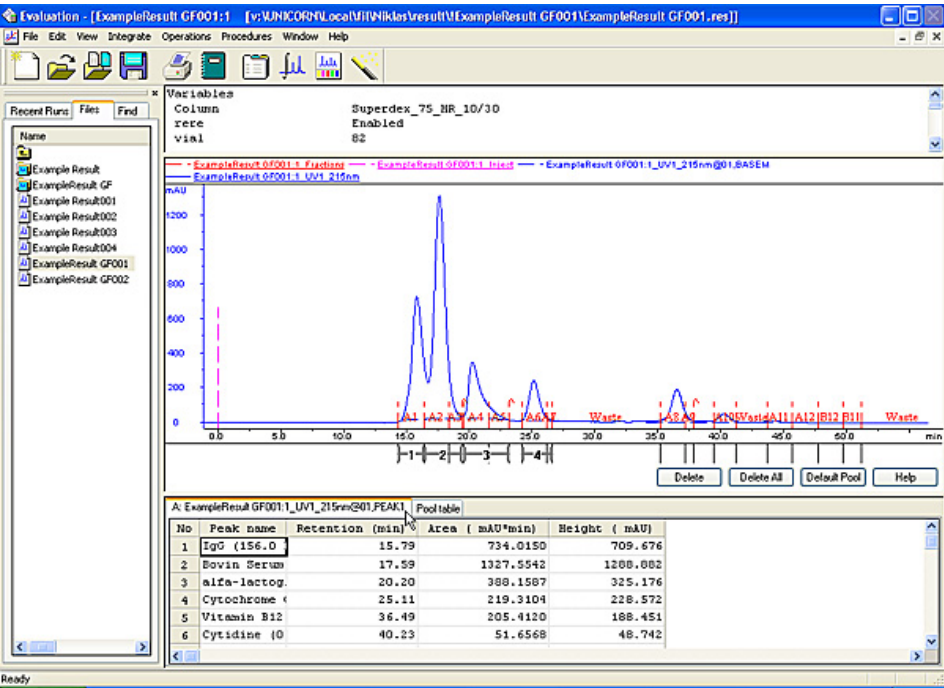 Evaluation - [ExampleResult GF001:1 [v:\UNICORN\Local\fil\Niklas\result\!ExampleResult GF001\ExampleResult GF001.res]]
File Edit View Integrate Operations Procedures Window Help
Recent Runs Files Find
Name
Example Result
ExampleResult GF
Example Result001
Example Result002
Example Result003
Example Result004
ExampleResult GF001
ExampleResult GF002
Variables
Column Superdex_75_HR_10/30
rere Enabled
vial 82
ExampleResult GF001:1_Fractions ExampleResult GF001:1_Inject ExampleResult GF001:1_UV1_215nm@01,BASEM
ExampleResult GF001:1_UV1_215nm
mAU
1200
1000
800
600
400
200
0
A1 A2 A4 A5 A6 Waste A8 Waste A11 A12 B12 B11 Waste
0.0 5.0 10.0 15.0 20.0 25.0 30.0 35.0 40.0 45.0 50.0 min
1 2 3 4
Delete Delete All Default Pool Help
A: ExampleResult GF001:1_UV1_215nm@01,PEAK1 Pool table
No Peak name Retention (min) Area ( mAU*min) Height ( mAU)
1 IgG (156.0 15.79 734.0150 709.676
2 Bovin Serum 17.59 1327.5542 1288.882
3 alfa-lactog. 20.20 388.1587 325.176
4 Cytochrome 25.11 219.3104 228.572
5 Vitamin B12 36.49 205.4120 188.451
6 Cytidine (0 40.23 51.6568 48.742
Ready